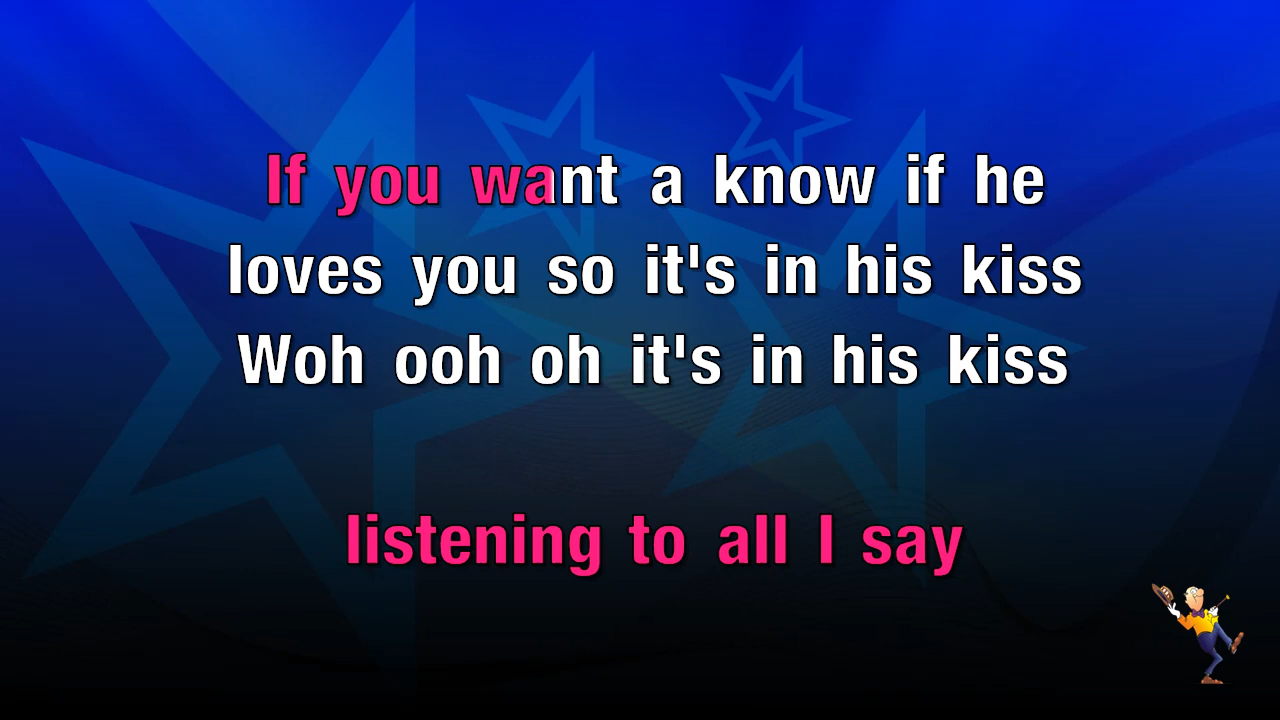 If you want a know if he
loves you so it's in his kiss
Woh ooh oh it's in his kiss
listening to all I say